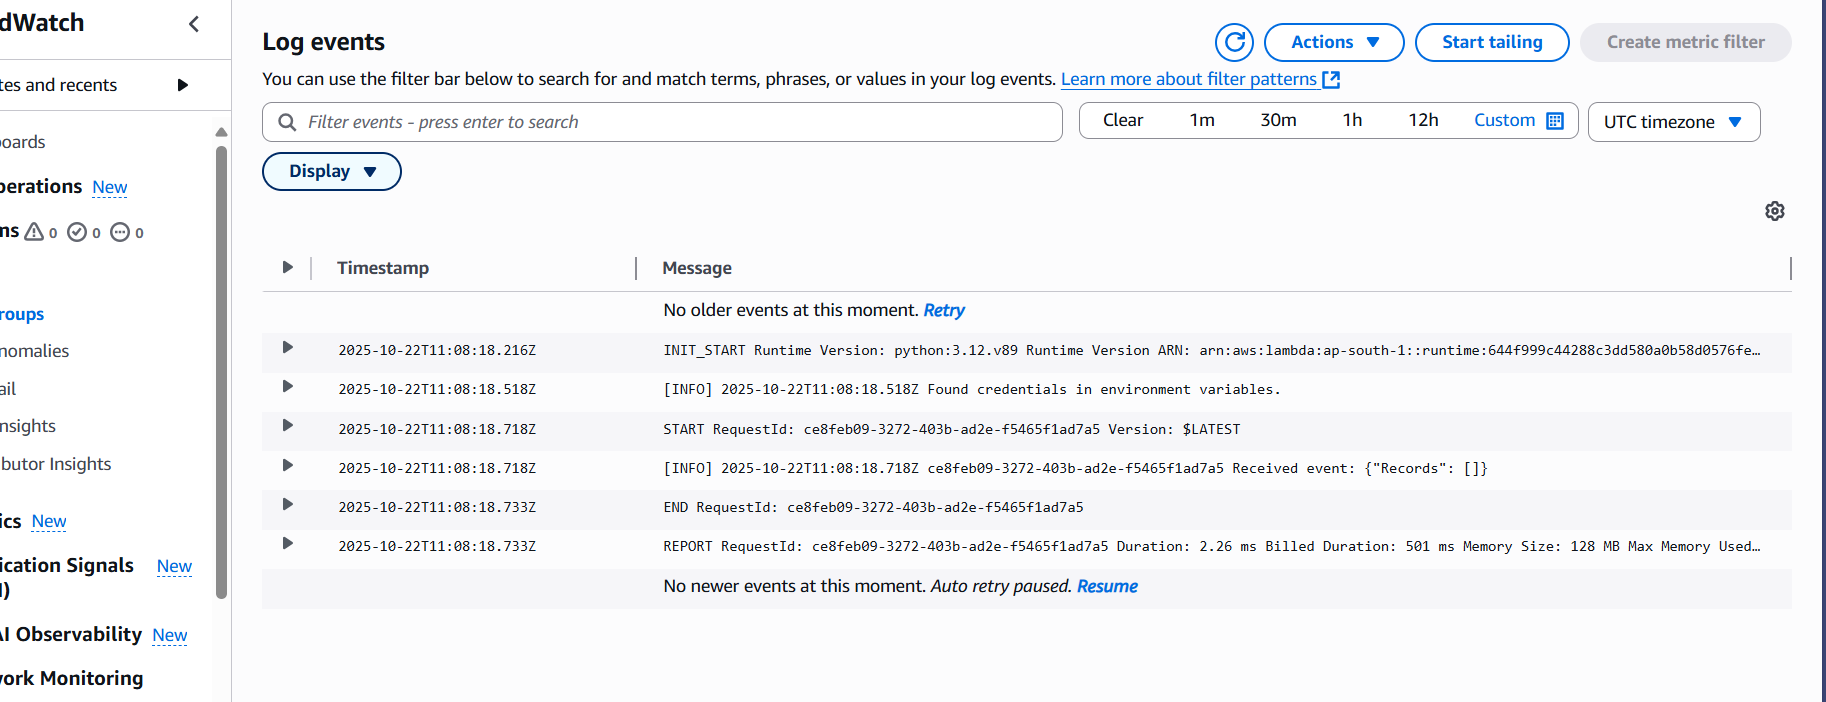 dWatch
tes and recents
oards
perations New
ms 0 0 0
roups
nomalies
ail
nsights
butor Insights
ics New
ication Signals New
I)
AI Observability New
ork Monitoring
Log events
Actions
Start tailing
Create metric filter
You can use the filter bar below to search for and match terms, phrases, or values in your log events. Learn more about filter patterns
Filter events - press enter to search
Clear 1m 30m 1h 12h Custom
UTC timezone
Display
Timestamp Message
No older events at this moment. Retry
2025-10-22T11:08:18.216Z INIT_START Runtime Version: python:3.12.v89 Runtime Version ARN: arn:aws:lambda:ap-south-1::runtime:644f999c44288c3dd580a0b58d0576fe…
2025-10-22T11:08:18.518Z [INFO] 2025-10-22T11:08:18.518Z Found credentials in environment variables.
2025-10-22T11:08:18.718Z START RequestId: ce8feb09-3272-403b-ad2e-f5465f1ad7a5 Version: $LATEST
2025-10-22T11:08:18.718Z [INFO] 2025-10-22T11:08:18.718Z ce8feb09-3272-403b-ad2e-f5465f1ad7a5 Received event: {"Records": []}
2025-10-22T11:08:18.733Z END RequestId: ce8feb09-3272-403b-ad2e-f5465f1ad7a5
2025-10-22T11:08:18.733Z REPORT RequestId: ce8feb09-3272-403b-ad2e-f5465f1ad7a5 Duration: 2.26 ms Billed Duration: 501 ms Memory Size: 128 MB Max Memory Used…
No newer events at this moment. Auto retry paused. Resume